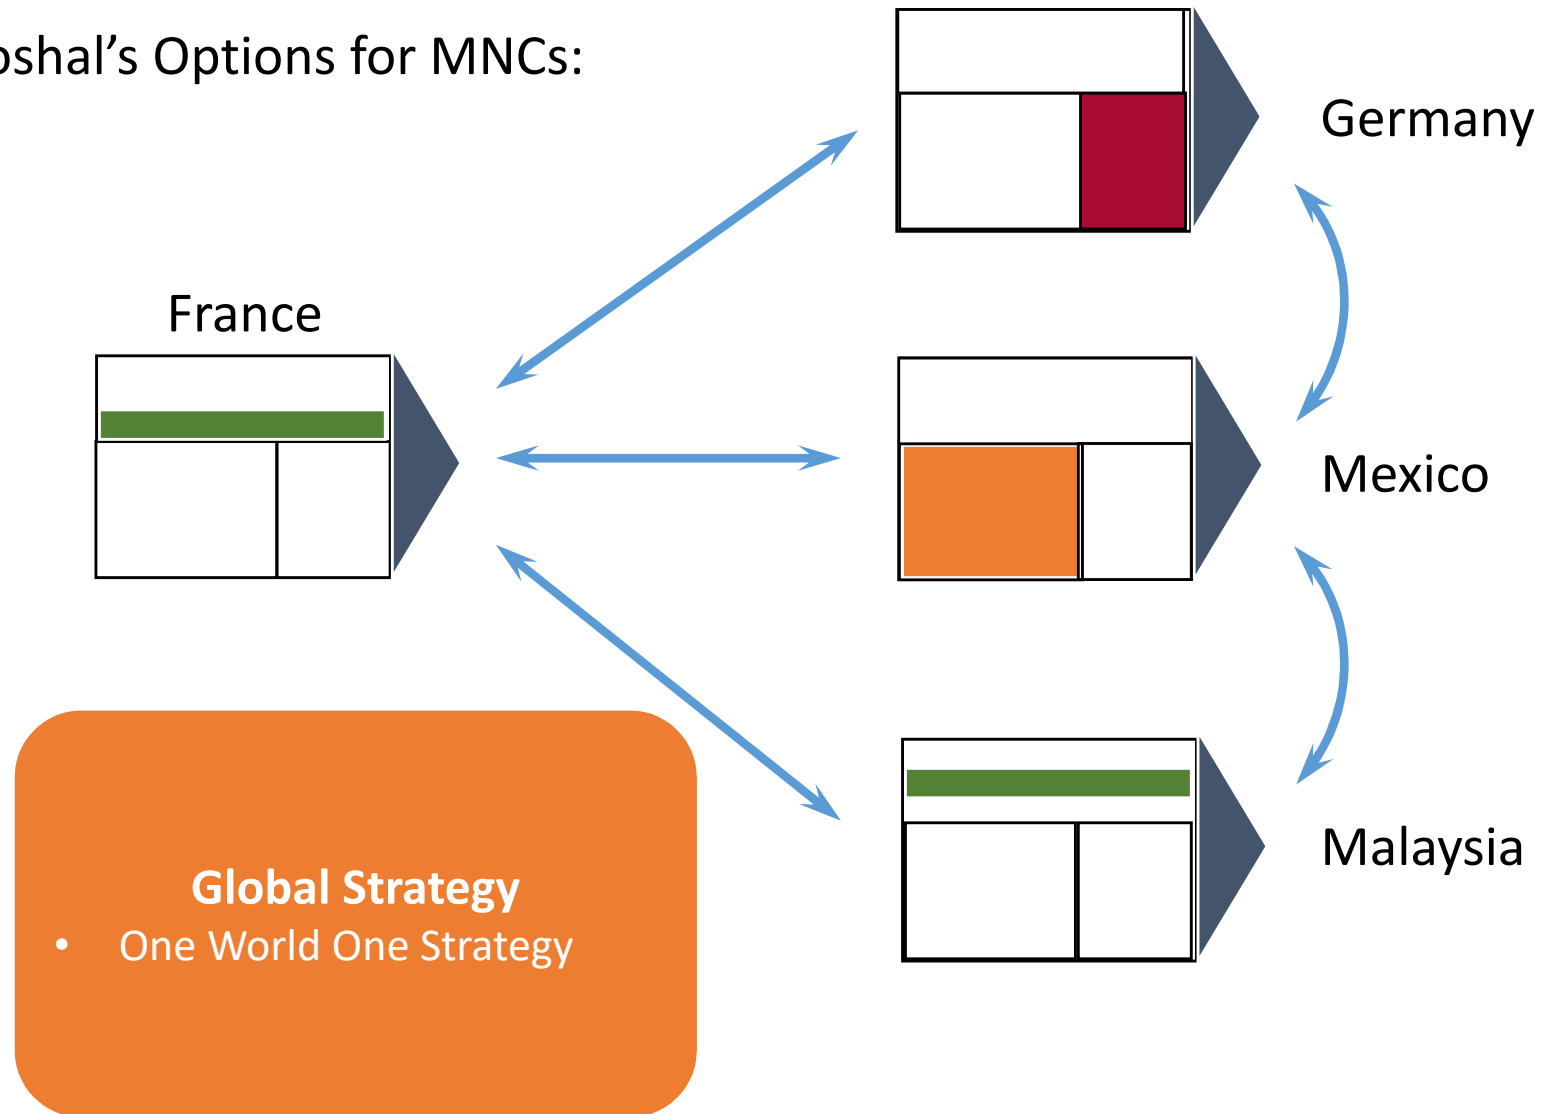 oshal’s Options for MNCs:
Germany
France
Mexico
Malaysia
Global Strategy
• One World One Strategy